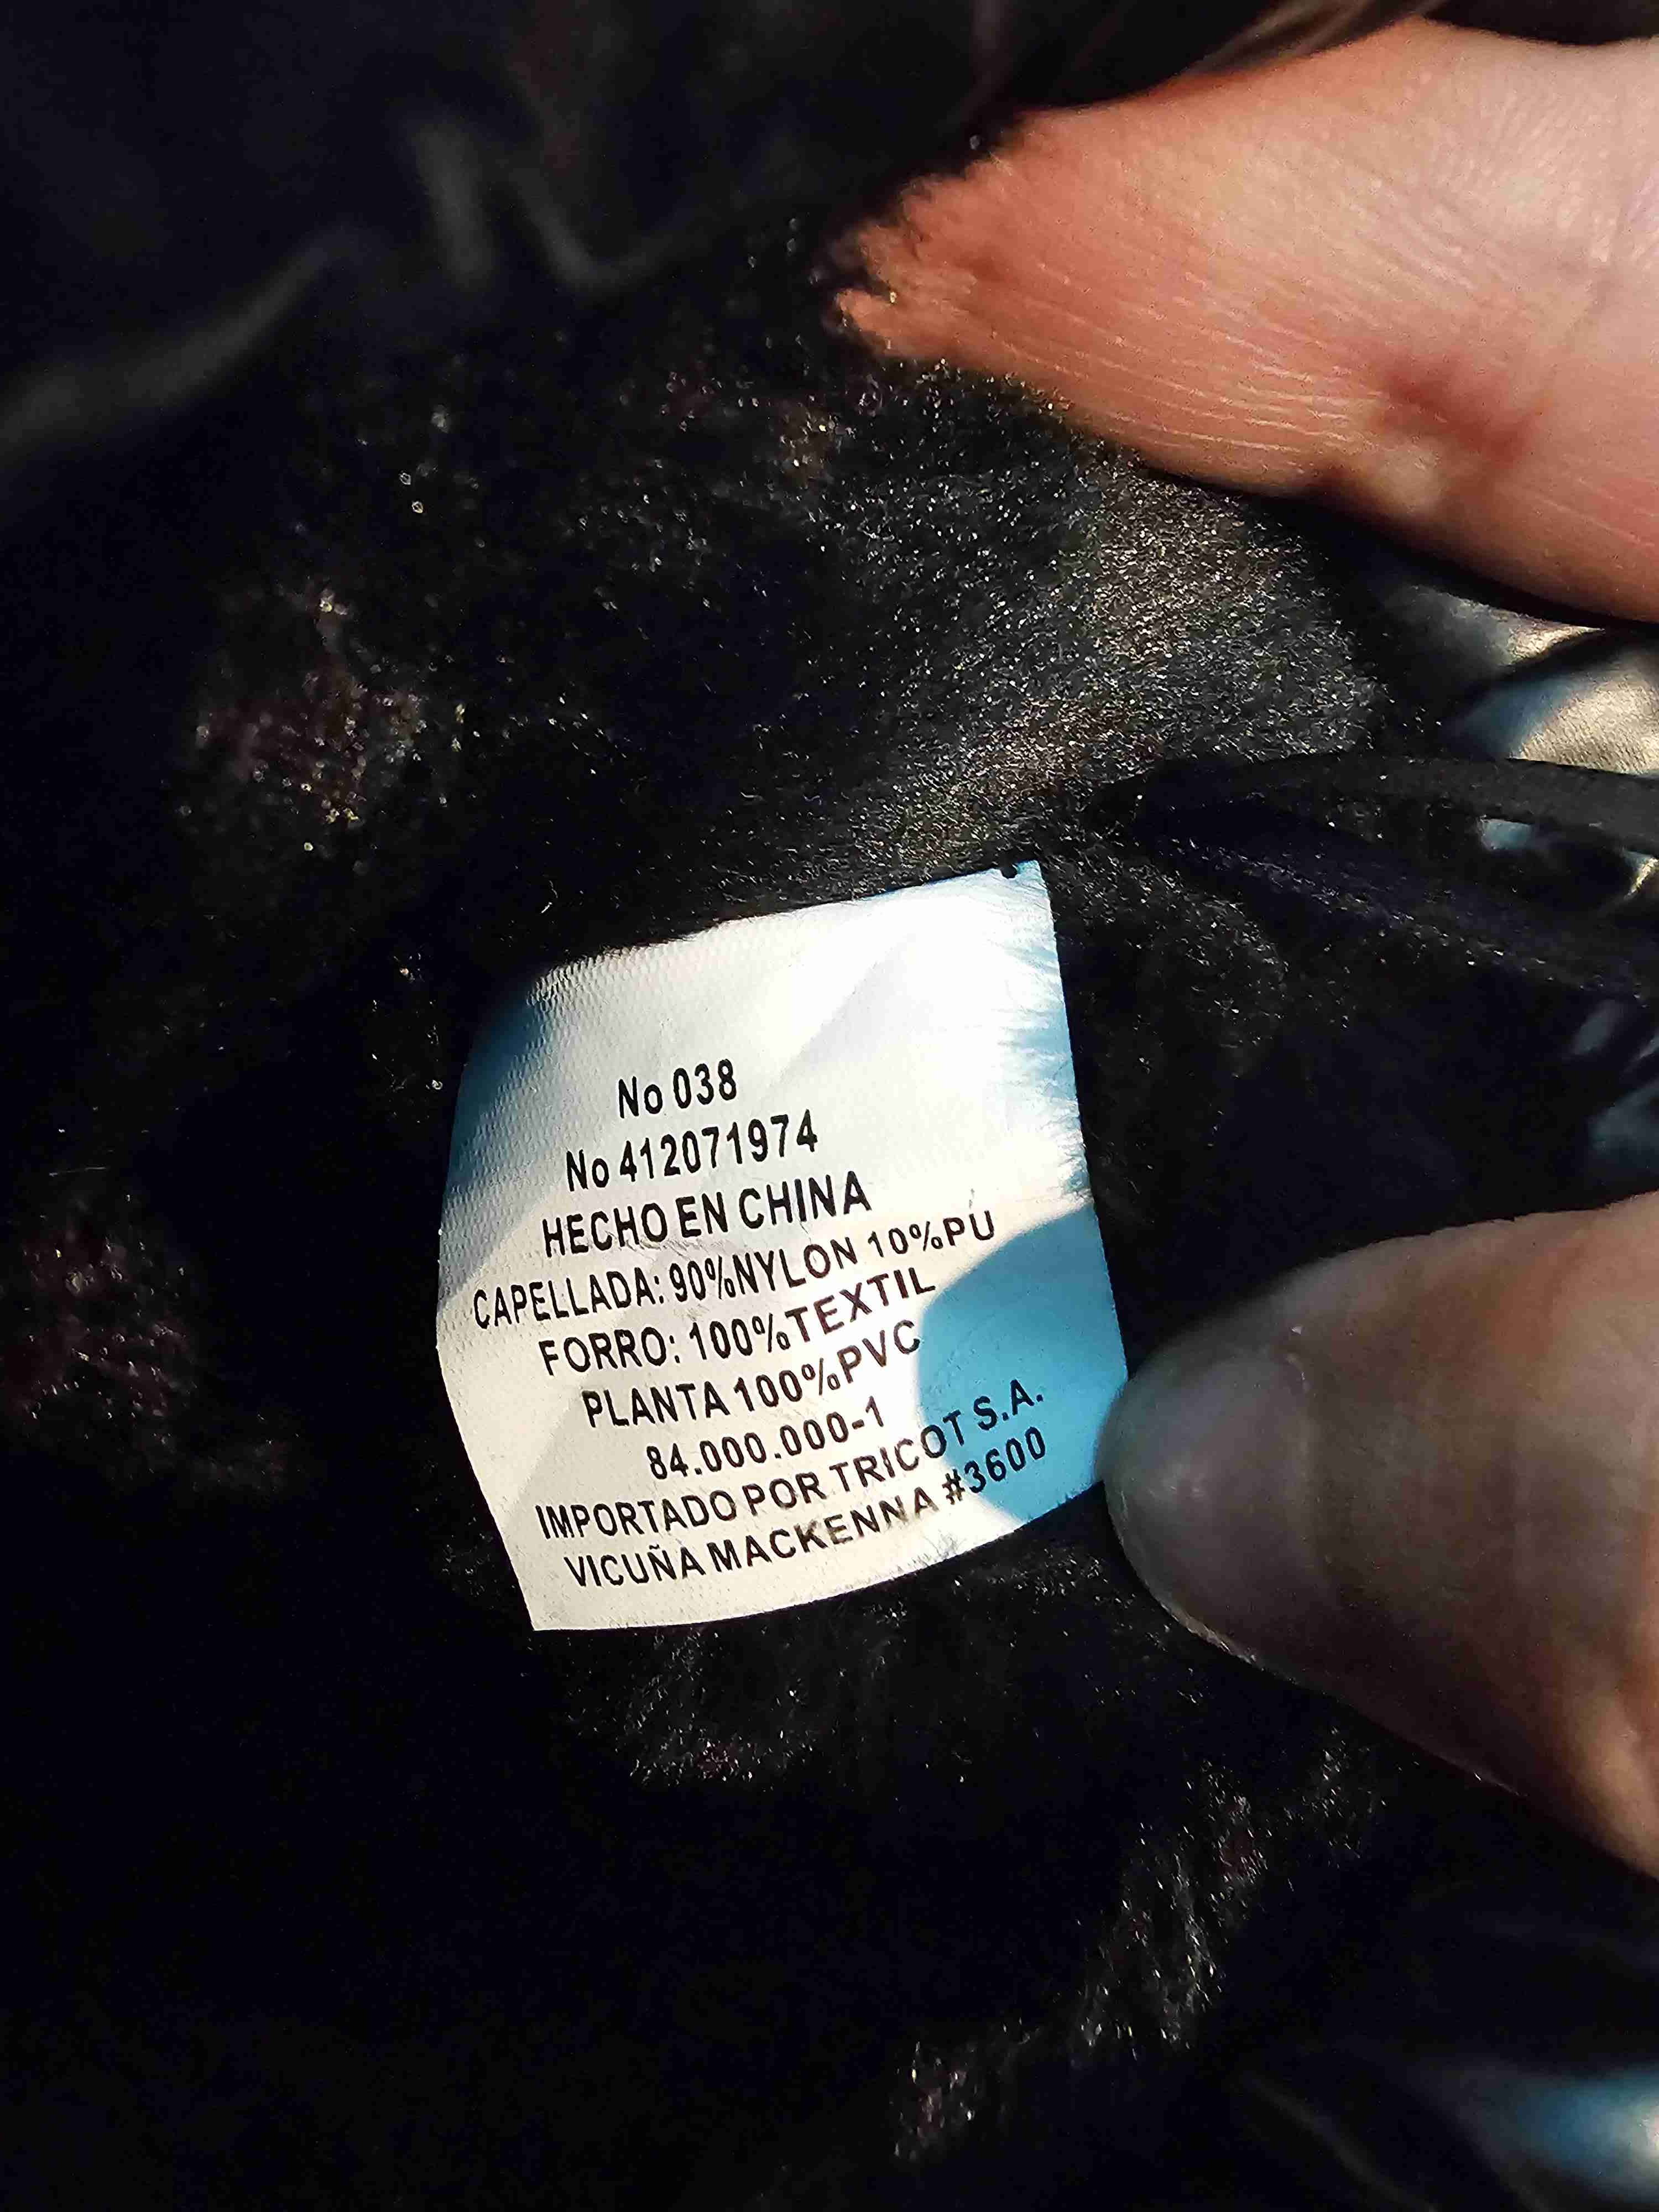 No 038
No 412071974
HECHO EN CHINA
CAPELLADA: 90%NYLON 10%PU
FORRO: 100%TEXTIL
PLANTA 100%PVC
84.000.000-1
IMPORTADO POR TRICOT S.A.
VICUÑA MACKENNA #3600